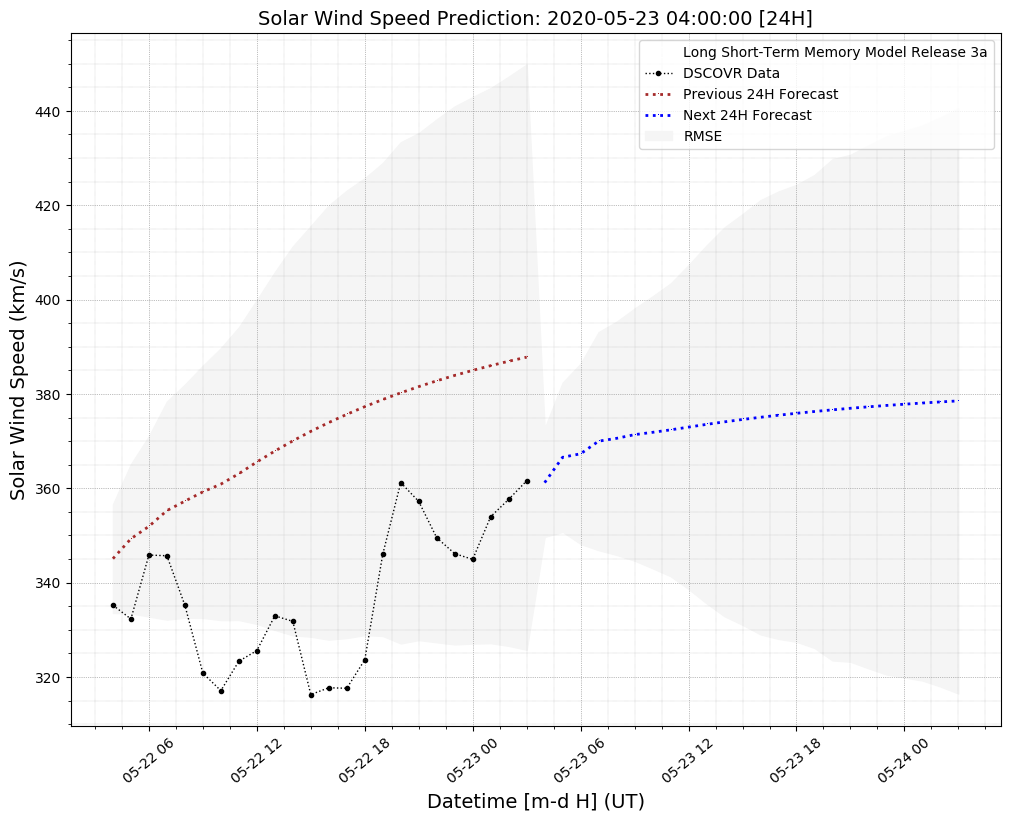 Solar Wind Speed Prediction: 2020-05-23 04:00:00 [24H]
Long Short-Term Memory Model Release 3a
DSCOVR Data
Previous 24H Forecast
Next 24H Forecast
RMSE
Solar Wind Speed (km/s)
440
420
400
380
360
340
320
05-22 06
05-22 12
05-22 18
05-23 00
05-23 06
05-23 12
05-23 18
05-24 00
Datetime [m-d H] (UT)